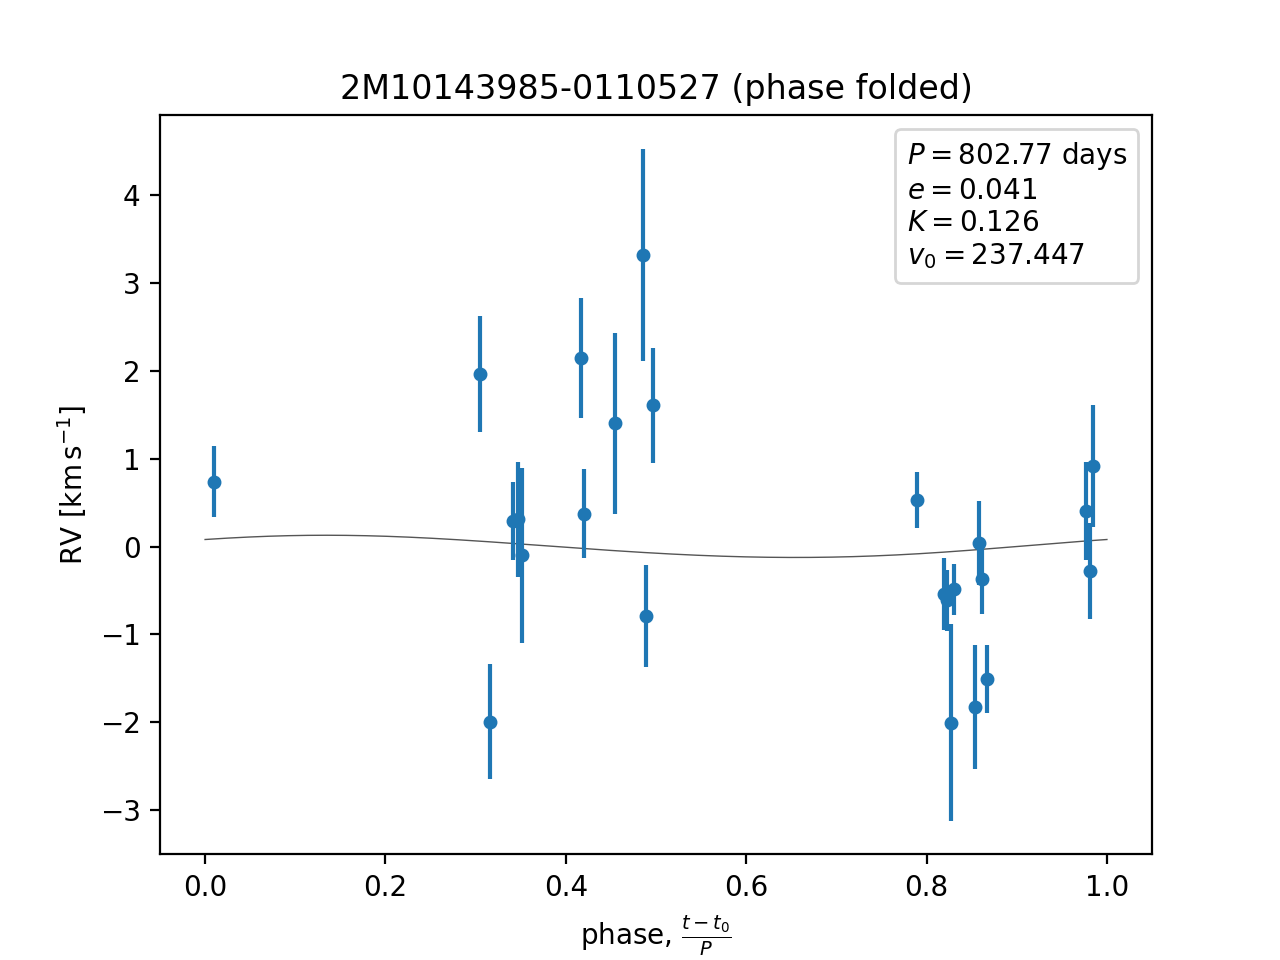 2M10143985-0110527 (phase folded)
P = 802.77 days
e = 0.041
K = 0.126
v₀ = 237.447
RV [km s⁻¹]
4
3
2
1
0
−1
−2
−3
0.0 0.2 0.4 0.6 0.8 1.0
phase, (t − t₀)/P